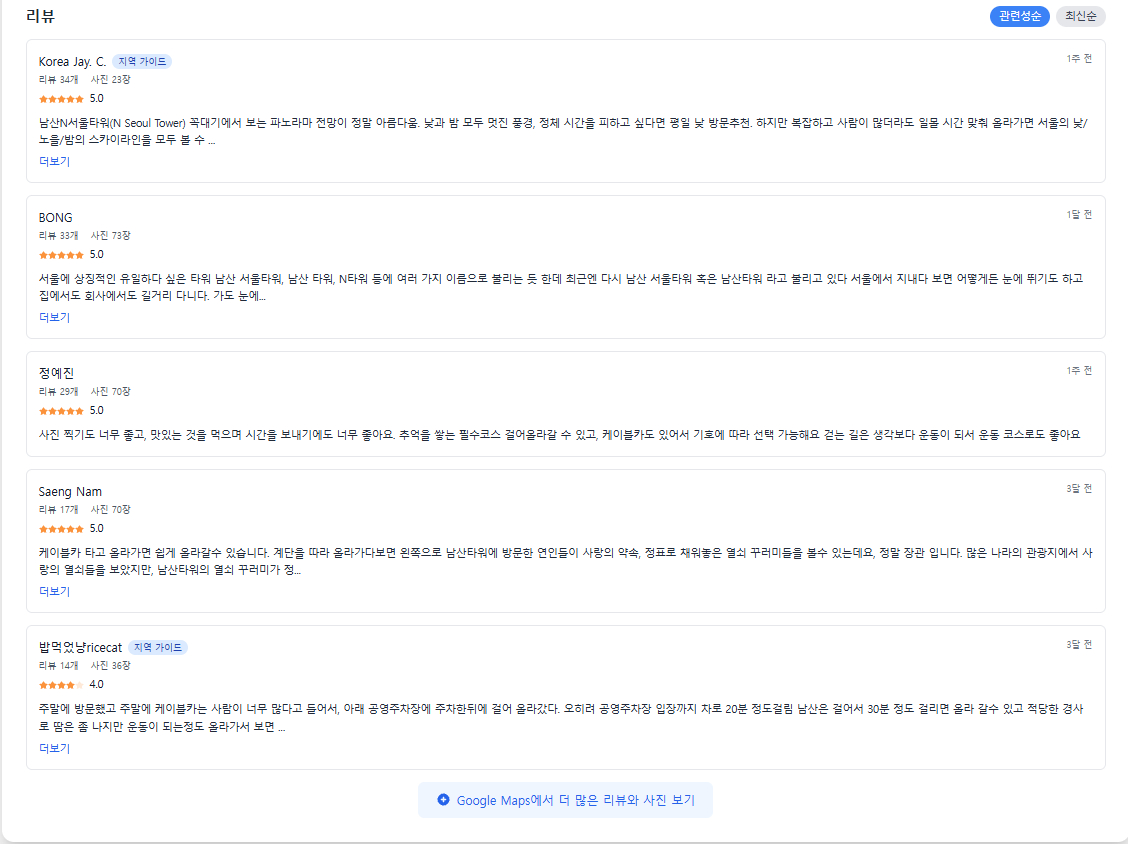 리뷰
관련성순 최신순
Korea Jay. C. 지역 가이드 1주 전
리뷰 34개 사진 23장
★★★★★ 5.0
남산N서울타워(N Seoul Tower) 꼭대기에서 보는 파노라마 전망이 정말 아름다움. 낮과 밤 모두 멋진 풍경, 정체 시간을 피하고 싶다면 평일 낮 방문추천. 하지만 복잡하고 사람이 많더라도 일몰 시간 맞춰 올라가면 서울의 낮/
노을/밤의 스카이라인을 모두 볼 수 ...
더보기
BONG 1달 전
리뷰 33개 사진 73장
★★★★★ 5.0
서울에 상징적인 유일하다 싶은 타워 남산 서울타워, 남산 타워, N타워 등에 여러 가지 이름으로 불리는 듯 한데 최근엔 다시 남산 서울타워 혹은 남산타워 라고 불리고 있다 서울에서 지내다 보면 어떻게든 눈에 뛰기도 하고
집에서도 회사에서도 길거리 다니다. 가도 눈에...
더보기
정예진 1주 전
리뷰 29개 사진 70장
★★★★★ 5.0
사진 찍기도 너무 좋고, 맛있는 것을 먹으며 시간을 보내기에도 너무 좋아요. 추억을 쌓는 필수코스 걸어올라갈 수 있고, 케이블카도 있어서 기호에 따라 선택 가능해요 걷는 길은 생각보다 운동이 되서 운동 코스로도 좋아요
Saeng Nam 3달 전
리뷰 17개 사진 70장
★★★★★ 5.0
케이블카 타고 올라가면 쉽게 올라갈수 있습니다. 계단을 따라 올라가다보면 왼쪽으로 남산타워에 방문한 연인들이 사랑의 약속, 정표로 채워놓은 열쇠 꾸러미들을 볼수 있는데요, 정말 장관 입니다. 많은 나라의 관광지에서 사
랑의 열쇠들을 보았지만, 남산타워의 열쇠 꾸러미가 정...
더보기
밥먹었냥ricecat 지역 가이드 3달 전
리뷰 14개 사진 36장
★★★★★ 4.0
주말에 방문했고 주말에 케이블카는 사람이 너무 많다고 들어서, 아래 공영주차장에 주차한뒤에 걸어 올라갔다. 오히려 공영주차장 입장까지 차로 20분 정도걸림 남산은 걸어서 30분 정도 걸리면 올라 갈수 있고 적당한 경사
로 땀은 좀 나지만 운동이 되는정도 올라가서 보면 ...
더보기
Google Maps에서 더 많은 리뷰와 사진 보기